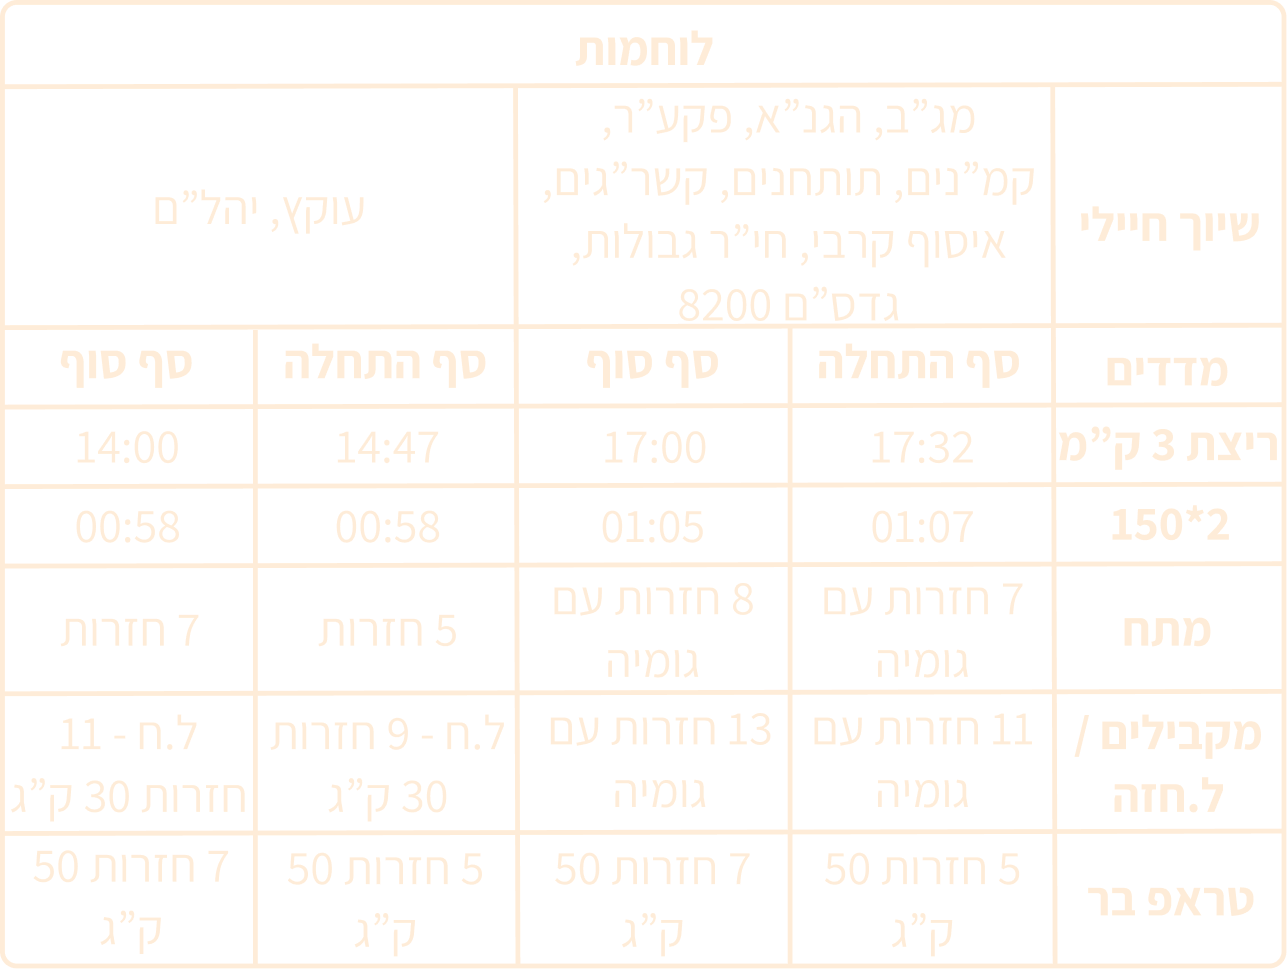 לוחמות
שיוך חיילי
מג”ב, הגנ”א, פקע”ר,
קמ”נים, תותחנים, קשר”גים,
איסוף קרבי, חי”ר גבולות,
גדס”ם 8200
עוקץ, יהל”ם
מדדים
סף התחלה
סף סוף
סף התחלה
סף סוף
ריצת 3 ק”מ
17:32
17:00
14:47
14:00
150*2
01:07
01:05
00:58
00:58
מתח
7 חזרות עם
גומיה
8 חזרות עם
גומיה
5 חזרות
7 חזרות
מקבילים /
ל.חזה
11 חזרות עם
גומיה
13 חזרות עם
גומיה
ל.ח - 9 חזרות
30 ק”ג
ל.ח - 11
חזרות 30 ק”ג
טראפ בר
5 חזרות 50
ק”ג
7 חזרות 50
ק”ג
5 חזרות 50
ק”ג
7 חזרות 50
ק”ג